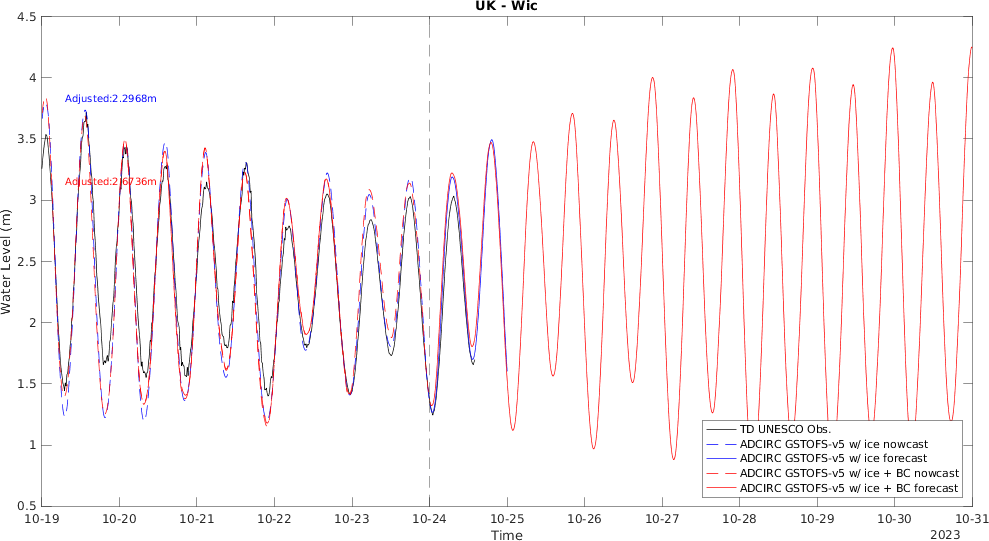 UK - Wic
4.5
4
3.5
3
2.5
2
1.5
1
0.5
Water Level (m)
Adjusted:2.2968m
Adjusted:2.6736m
TD UNESCO Obs.
ADCIRC GSTOFS-v5 w/ ice nowcast
ADCIRC GSTOFS-v5 w/ ice forecast
ADCIRC GSTOFS-v5 w/ ice + BC nowcast
ADCIRC GSTOFS-v5 w/ ice + BC forecast
10-19 10-20 10-21 10-22 10-23 10-24 10-25 10-26 10-27 10-28 10-29 10-30 10-31
Time
2023